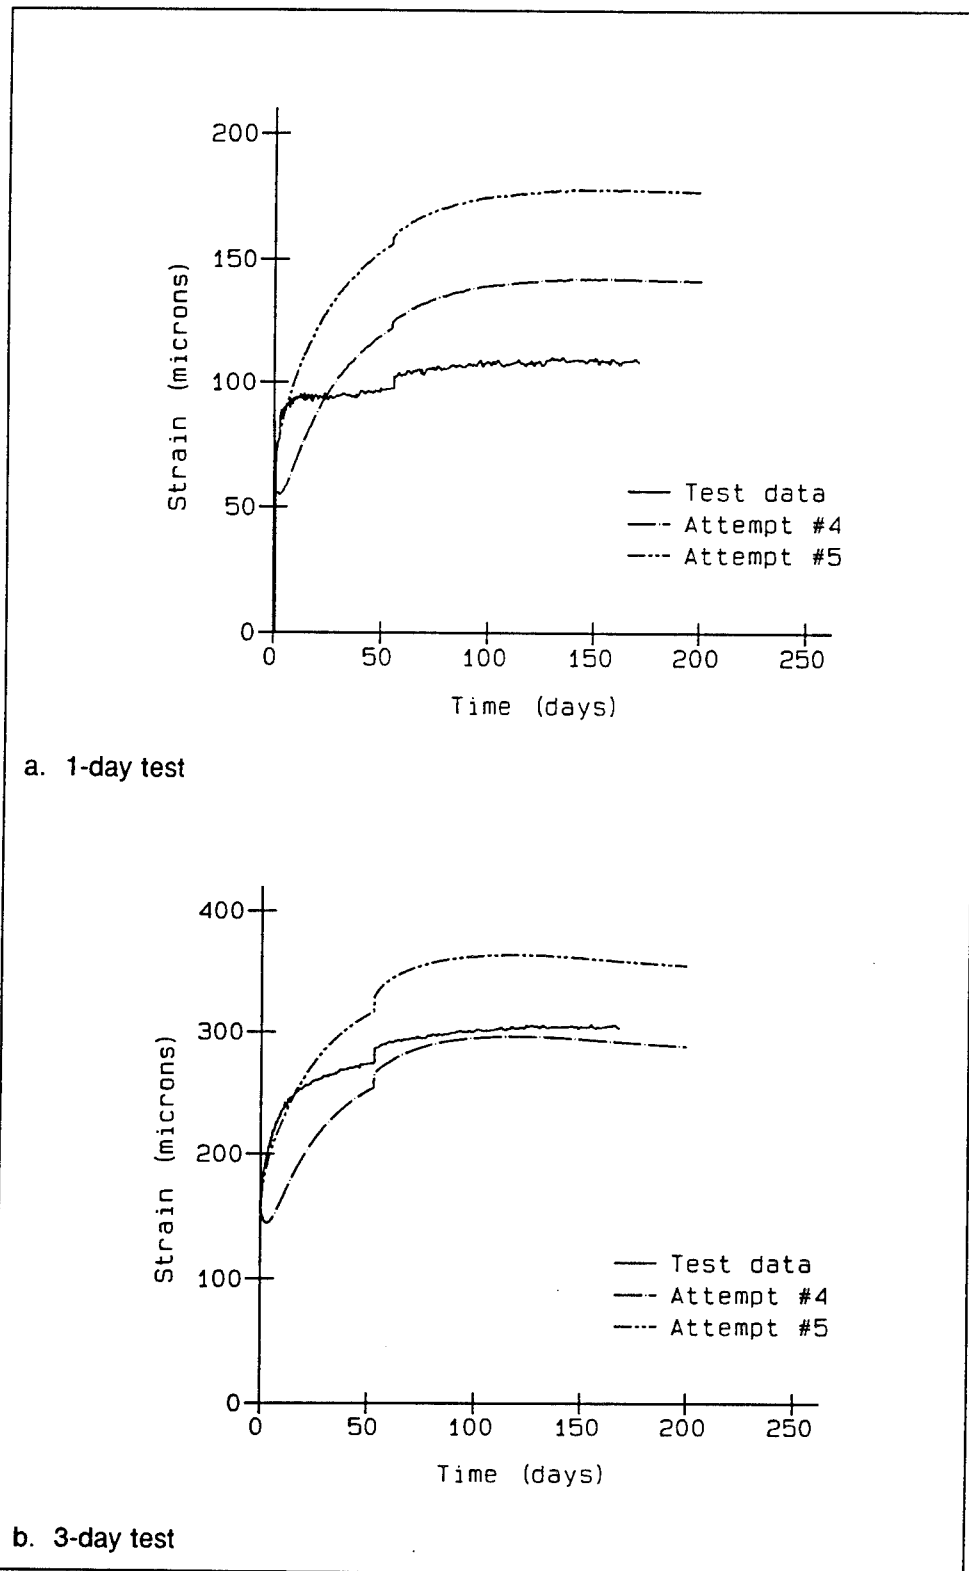 200
150
100
50
0
Strain (microns)
Test data
Attempt #4
Attempt #5
0 50 100 150 200 250
Time (days)
a. 1-day test
400
300
200
100
0
Strain (microns)
Test data
Attempt #4
Attempt #5
0 50 100 150 200 250
Time (days)
b. 3-day test